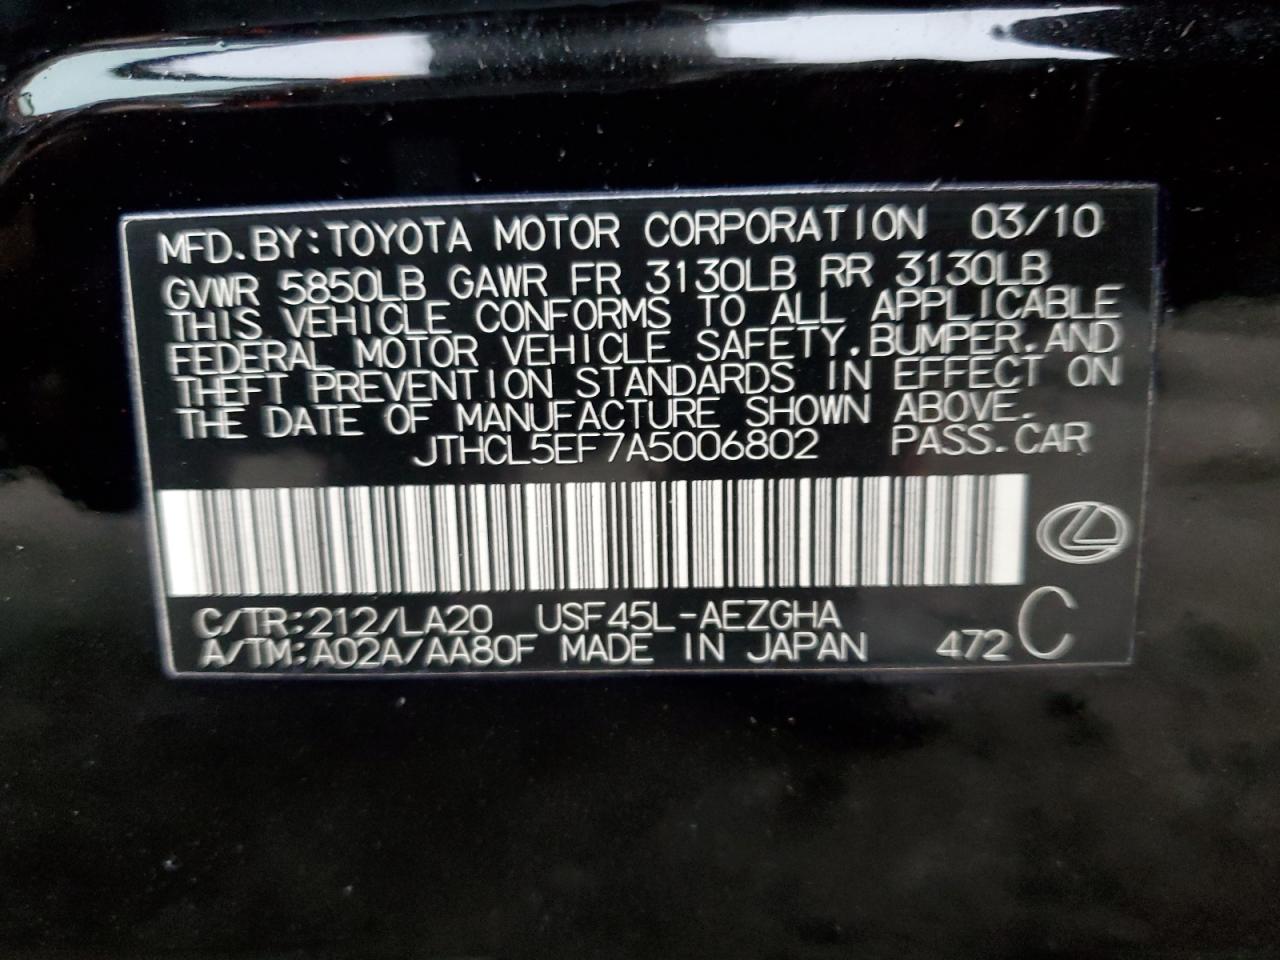 MFD.BY:TOYOTA MOTOR CORPORATION 03/10
GVWR 5850LB GAWR FR 3130LB RR 3130LB
THIS VEHICLE CONFORMS TO ALL APPLICABLE
FEDERAL MOTOR VEHICLE SAFETY.BUMPER.AND
THEFT PREVENTION STANDARDS IN EFFECT ON
THE DATE OF MANUFACTURE SHOWN ABOVE.
JTHCL5EF7A5006802 PASS.CAR
C/TR:212/LA20 USF45L-AEZGHA
A/TM:A02A/AA80F MADE IN JAPAN 472 C